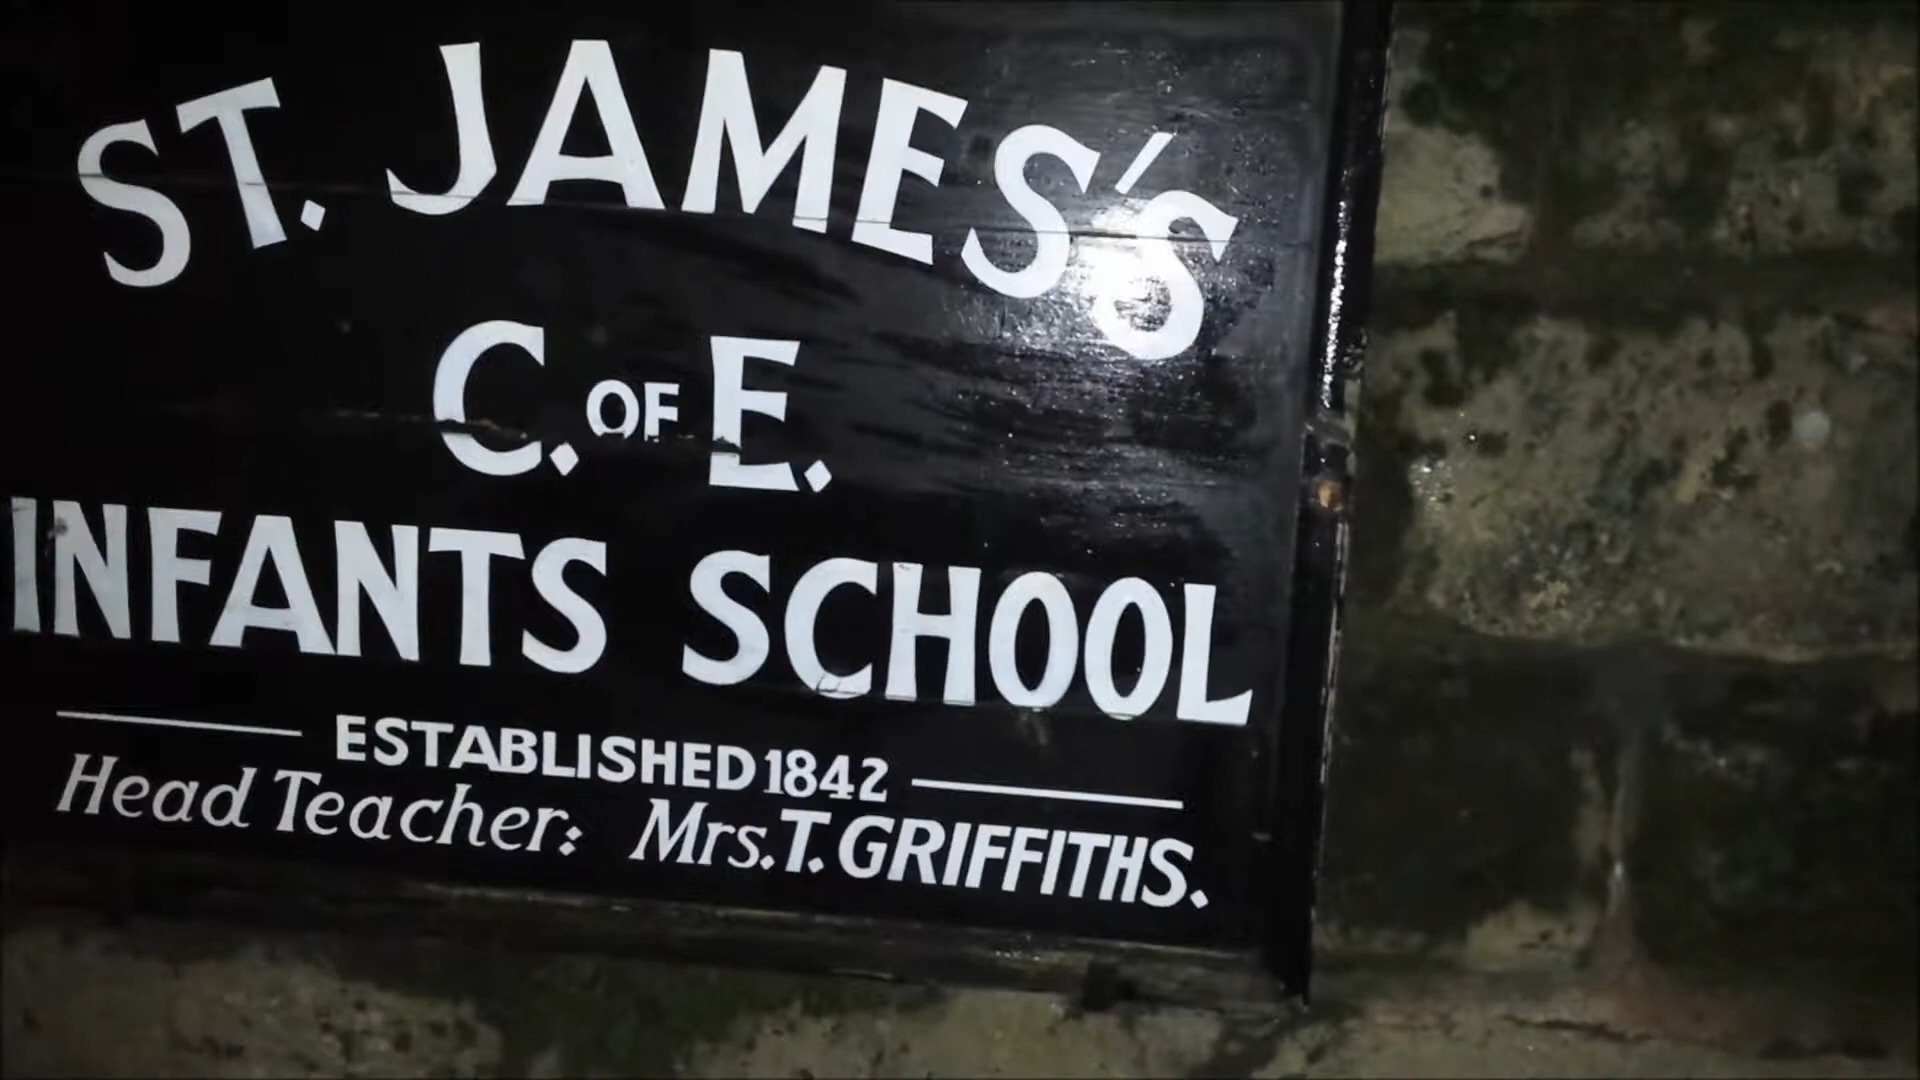 ST. JAMES'S
C. OF E.
INFANTS SCHOOL
ESTABLISHED 1842
Head Teacher: Mrs. T. GRIFFITHS.